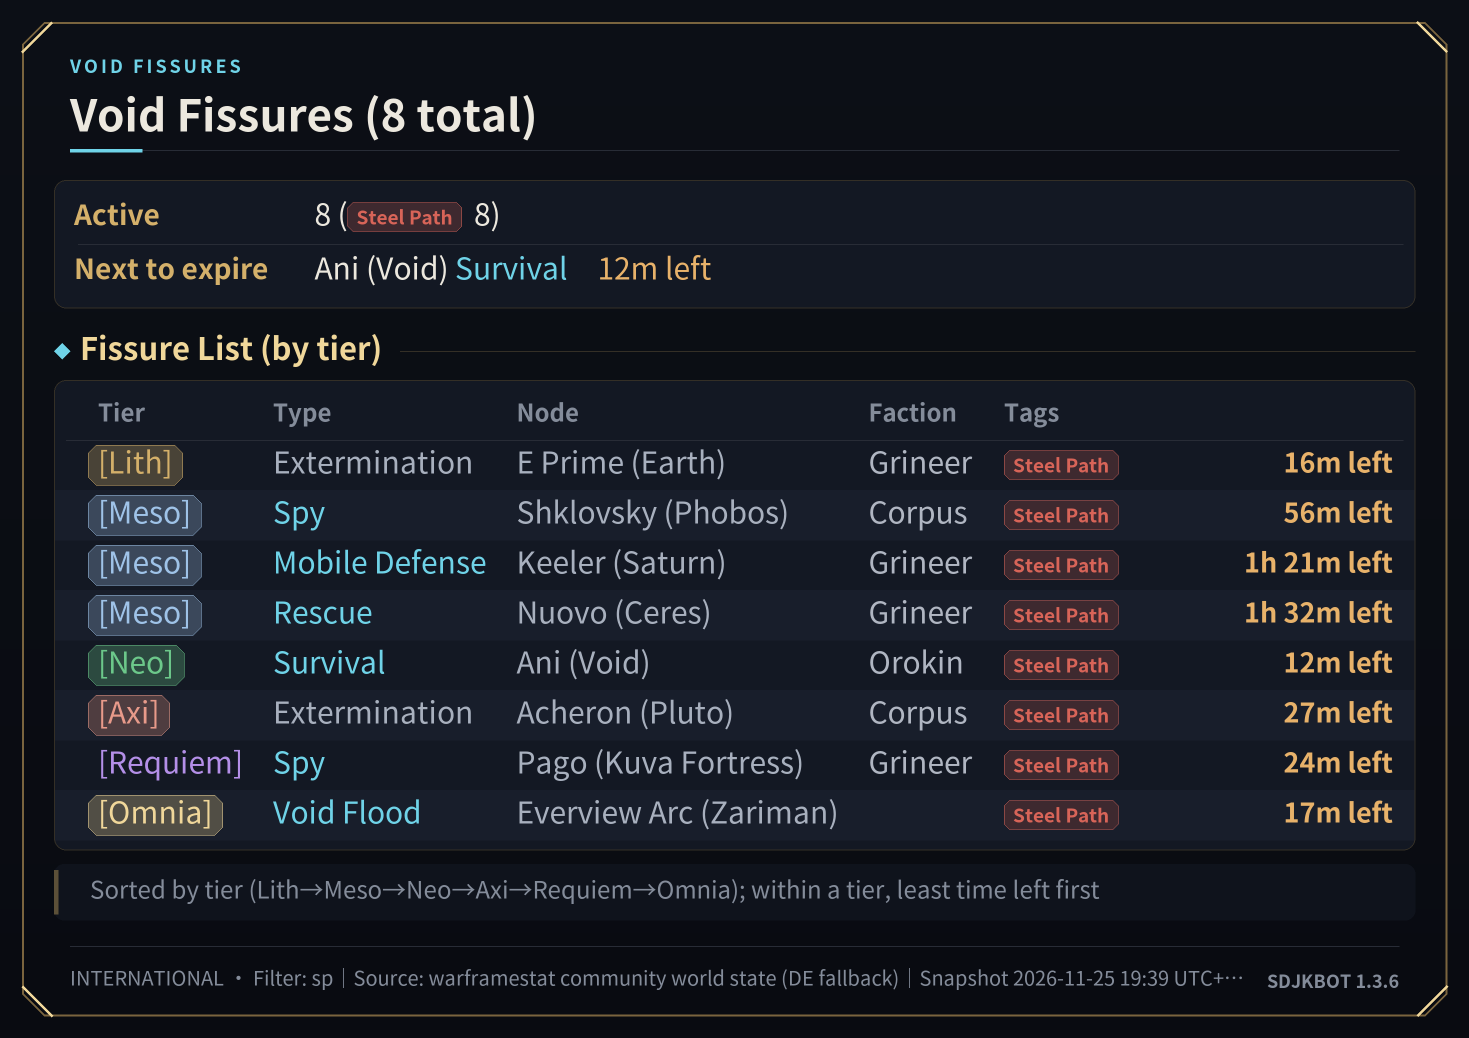 VOID FISSURES
Void Fissures (8 total)
Active 8 (Steel Path 8)
Next to expire Ani (Void) Survival 12m left
Fissure List (by tier)
Tier Type Node Faction Tags
[Lith] Extermination E Prime (Earth) Grineer Steel Path 16m left
[Meso] Spy Shklovsky (Phobos) Corpus Steel Path 56m left
[Meso] Mobile Defense Keeler (Saturn) Grineer Steel Path 1h 21m left
[Meso] Rescue Nuovo (Ceres) Grineer Steel Path 1h 32m left
[Neo] Survival Ani (Void) Orokin Steel Path 12m left
[Axi] Extermination Acheron (Pluto) Corpus Steel Path 27m left
[Requiem] Spy Pago (Kuva Fortress) Grineer Steel Path 24m left
[Omnia] Void Flood Everview Arc (Zariman) Steel Path 17m left
Sorted by tier (Lith→Meso→Neo→Axi→Requiem→Omnia); within a tier, least time left first
INTERNATIONAL • Filter: sp | Source: warframestat community world state (DE fallback) | Snapshot 2026-11-25 19:39 UTC+⋯ SDJKBOT 1.3.6